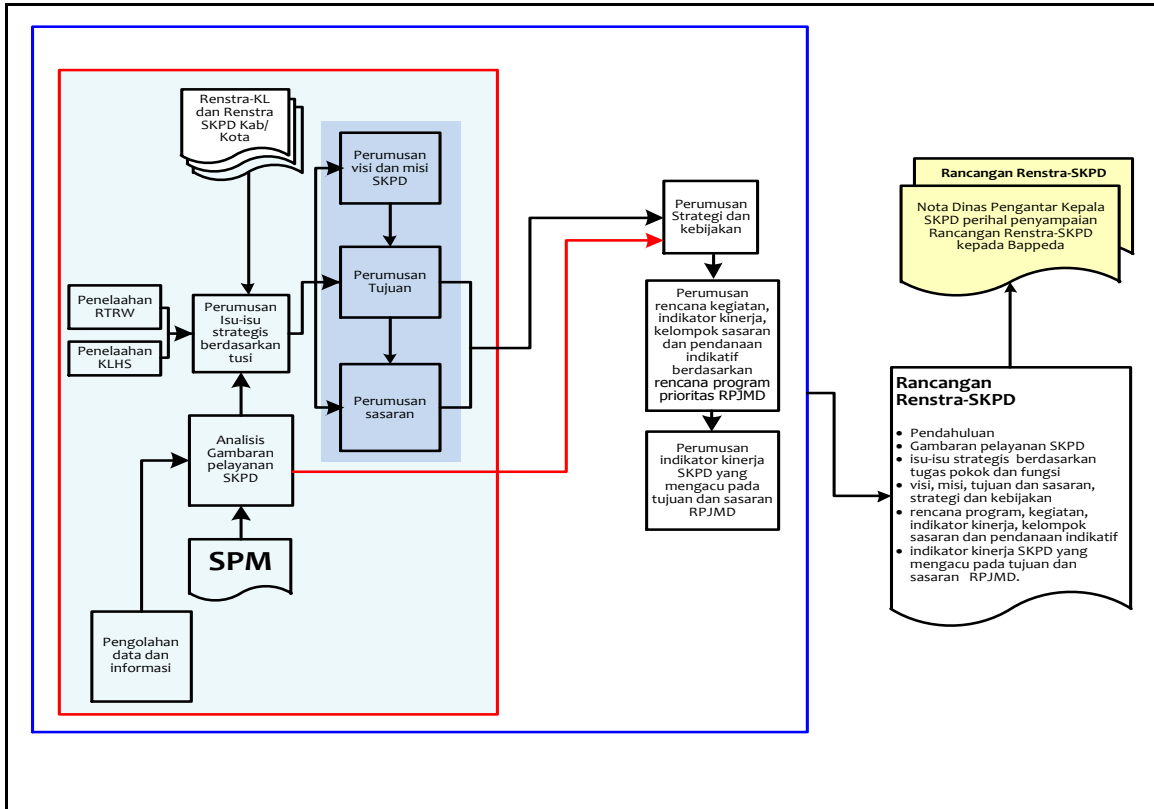 Renstra-KL
dan Renstra
SKPD Kab/
Kota
Perumusan
visi dan misi
SKPD
Perumusan
Tujuan
Perumusan
sasaran
Penelaahan
RTRW
Penelaahan
KLHS
Perumusan
Isu-isu
strategis
berdasarkan
tusi
Analisis
Gambaran
pelayanan
SKPD
SPM
Pengolahan
data dan
informasi
Perumusan
Strategi dan
kebijakan
Perumusan
rencana kegiatan,
indikator kinerja,
kelompok sasaran
dan pendanaan
indikatif
berdasarkan
rencana program
prioritas RPJMD
Perumusan
indikator kinerja
SKPD yang
mengacu pada
tujuan dan sasaran
RPJMD
Rancangan Renstra-SKPD
Nota Dinas Pengantar Kepala
SKPD perihal penyampaian
Rancangan Renstra-SKPD
kepada Bappeda
Rancangan
Renstra-SKPD
• Pendahuluan
• Gambaran pelayanan SKPD
• isu-isu strategis berdasarkan
tugas pokok dan fungsi
• visi, misi, tujuan dan sasaran,
strategi dan kebijakan
• rencana program, kegiatan,
indikator kinerja, kelompok
sasaran dan pendanaan indikatif
• indikator kinerja SKPD yang
mengacu pada tujuan dan
sasaran RPJMD.